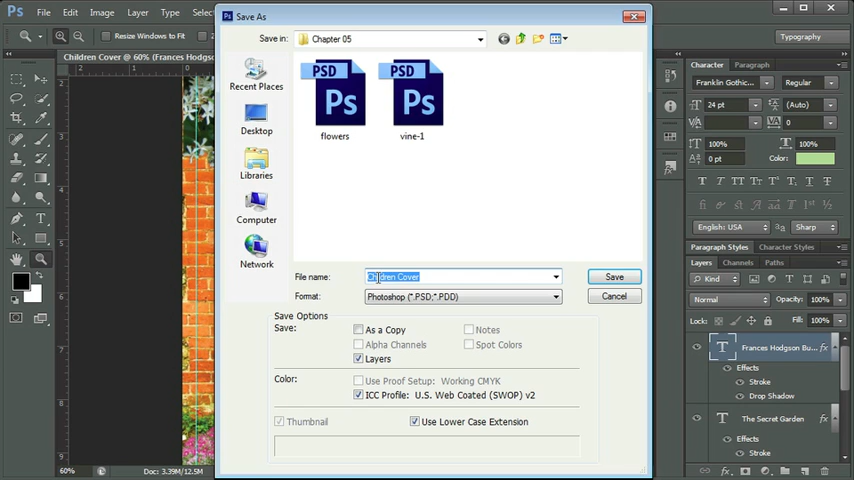 Ps File Edit Image Layer Type Select
Save As
Resize Windows to Fit
Typography
Save in: Chapter 05
Children Cover @ 60% (Frances Hodgso
Character Paragraph
Recent Places
PSD PSD
Ps Ps
flowers vine-1
Franklin Gothic... Regular
24 pt (Auto)
0
Desktop
100% 100%
0 pt Color:
Libraries
Computer
English: USA Sharp
Network
Paragraph Styles Character Styles
Layers Channels Paths
File name: Children Cover Save
Kind
Format: Photoshop (*.PSD;*.PDD) Cancel
Normal Opacity: 100%
Save Options
Lock: Fill: 100%
Save: As a Copy Notes
Alpha Channels Spot Colors
Frances Hodgson Bu... fx
Layers
Effects
Color: Use Proof Setup: Working CMYK
Stroke
ICC Profile: U.S. Web Coated (SWOP) v2
Drop Shadow
Thumbnail Use Lower Case Extension
The Secret Garden fx
Effects
Stroke
60% Doc: 3.39M/12.5M